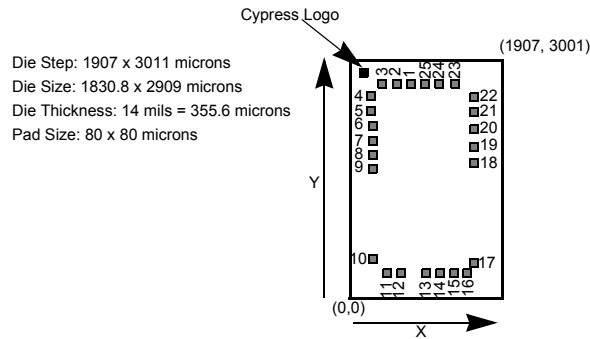 Cypress Logo
(1907, 3001)
Die Step: 1907 x 3011 microns
Die Size: 1830.8 x 2909 microns
Die Thickness: 14 mils = 355.6 microns
Pad Size: 80 x 80 microns
3 2 1 25 24 23
4 22
5 21
6 20
7 19
8 18
9
Y
10 17
11 12 13 14 15 16
(0,0)
X